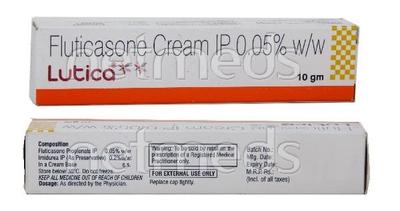 Fluticasone Cream IP 0.05% w/w
Lutica
10 gm
netmeds
Composition
Fluticasone Propionate IP 0.05% w/w
Imidurea IP (As Preservative) 0.2% w/w
In a Cream Base q.s.
Store below 30°C. Do not freeze.
KEEP ALL MEDICINE OUT OF REACH OF CHILDREN
Dosage: As directed by the Physician.
Warning: To be sold by retail on the
prescription of a Registered Medical
Practitioner only.
FOR EXTERNAL USE ONLY
Replace cap tightly.
Batch No.:
Mfg. Date:
Expiry Date:
M.R.P. Rs.:
(Incl. of all taxes)
netmeds